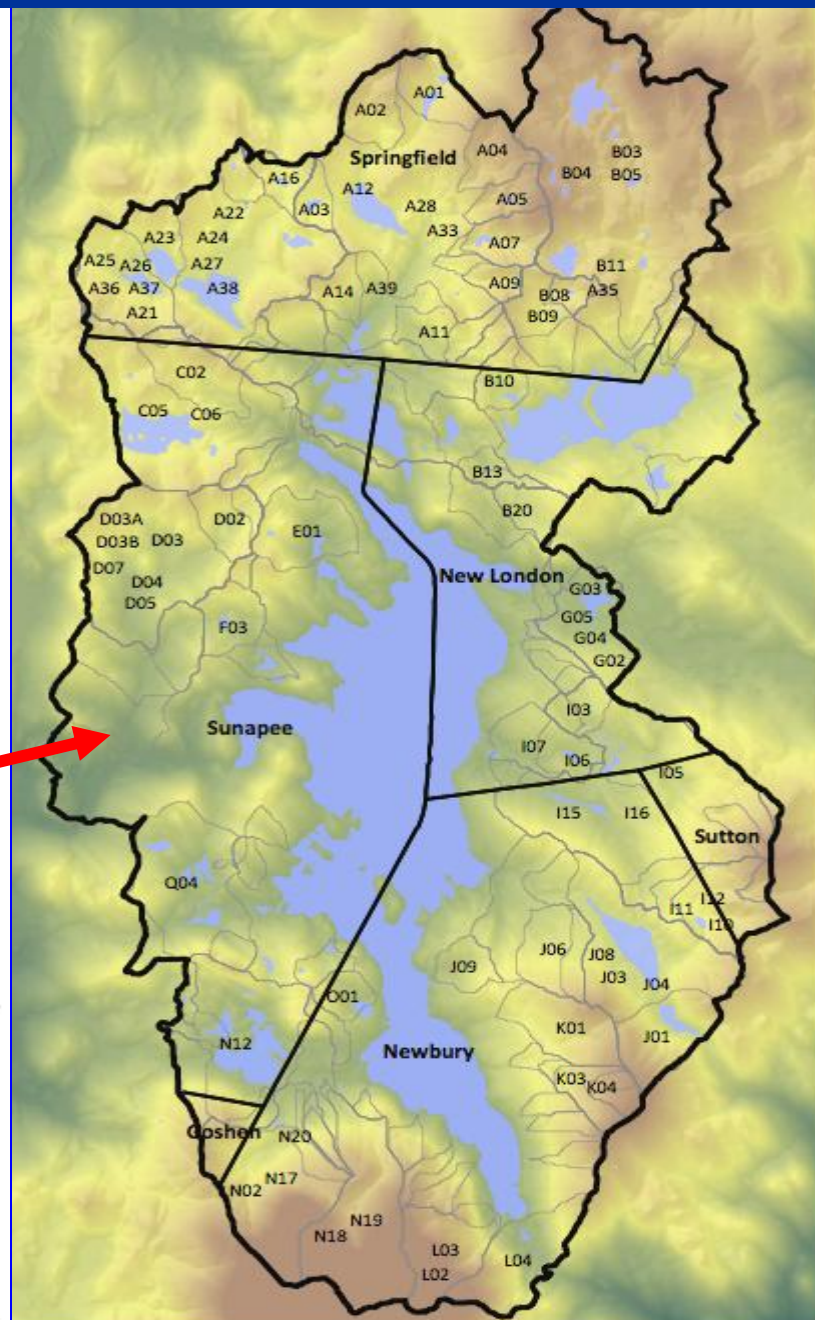 A01
A02
Springfield
A04
B03
B04
B05
A16
A12
A03
A05
A28
A22
A33
A23
A24
A07
A25
A26
A27
B11
A36
A37
A38
A14
A39
A09
B08
A35
A21
B09
A11
C02
B10
C05
C06
B13
D03A
D02
E01
B20
D03B
D03
D07
New London
D04
G03
D05
G05
F03
G04
G02
I03
Sunapee
I07
I06
I05
I15
I16
Sutton
Q04
I12
I11
I10
J06
J08
J09
J03
J04
O01
K01
J01
N12
Newbury
K03
K04
Goshen
N20
N17
N02
N19
N18
L03
L04
L02